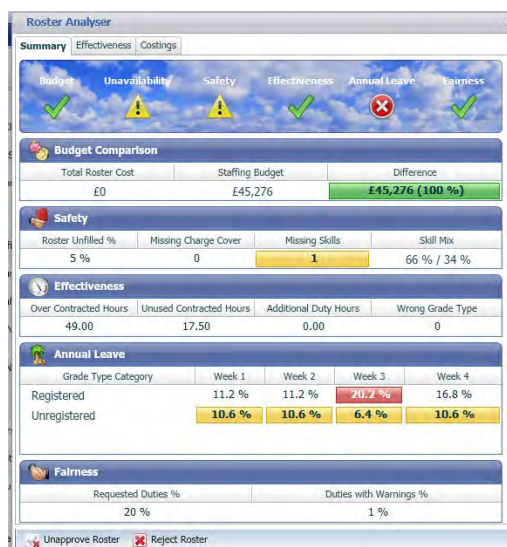 Roster Analyser
Summary Effectiveness Costings
Budget Unavailability Safety Effectiveness Annual Leave Fairness
Budget Comparison
Total Roster Cost Staffing Budget Difference
£0 £45,276 £45,276 (100 %)
Safety
Roster Unfilled % Missing Charge Cover Missing Skills Skill Mix
5 % 0 1 66 % / 34 %
Effectiveness
Over Contracted Hours Unused Contracted Hours Additional Duty Hours Wrong Grade Type
49.00 17.50 0.00 0
Annual Leave
Grade Type Category Week 1 Week 2 Week 3 Week 4
Registered 11.2 % 11.2 % 20.2 % 16.8 %
Unregistered 10.6 % 10.6 % 6.4 % 10.6 %
Fairness
Requested Duties % Duties with Warnings %
20 % 1 %
Unapprove Roster Reject Roster